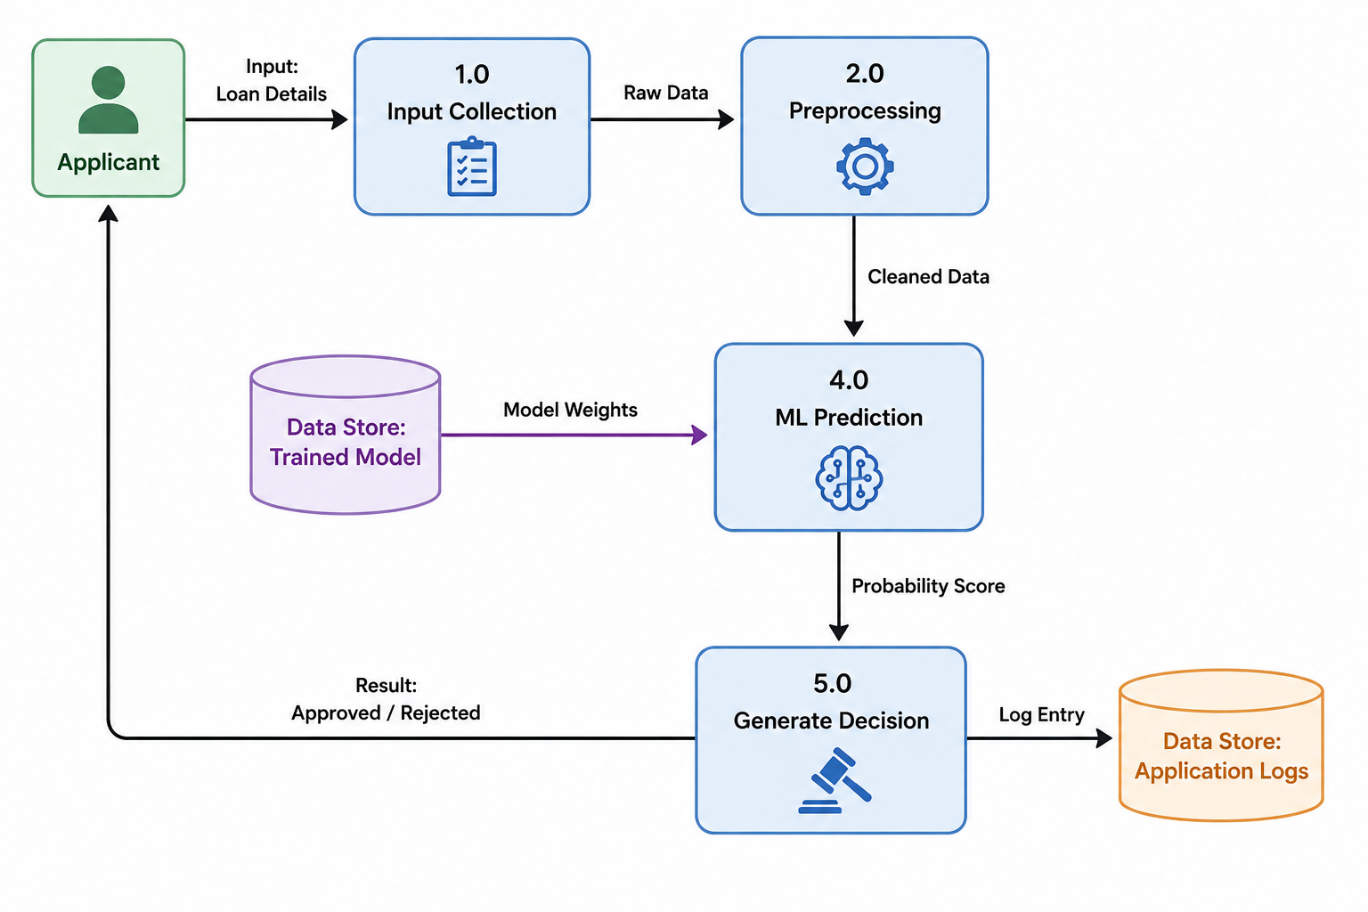 Applicant
Input:
Loan Details
1.0
Input Collection
Raw Data
2.0
Preprocessing
Cleaned Data
Data Store:
Trained Model
Model Weights
4.0
ML Prediction
Probability Score
5.0
Generate Decision
Result:
Approved / Rejected
Log Entry
Data Store:
Application Logs